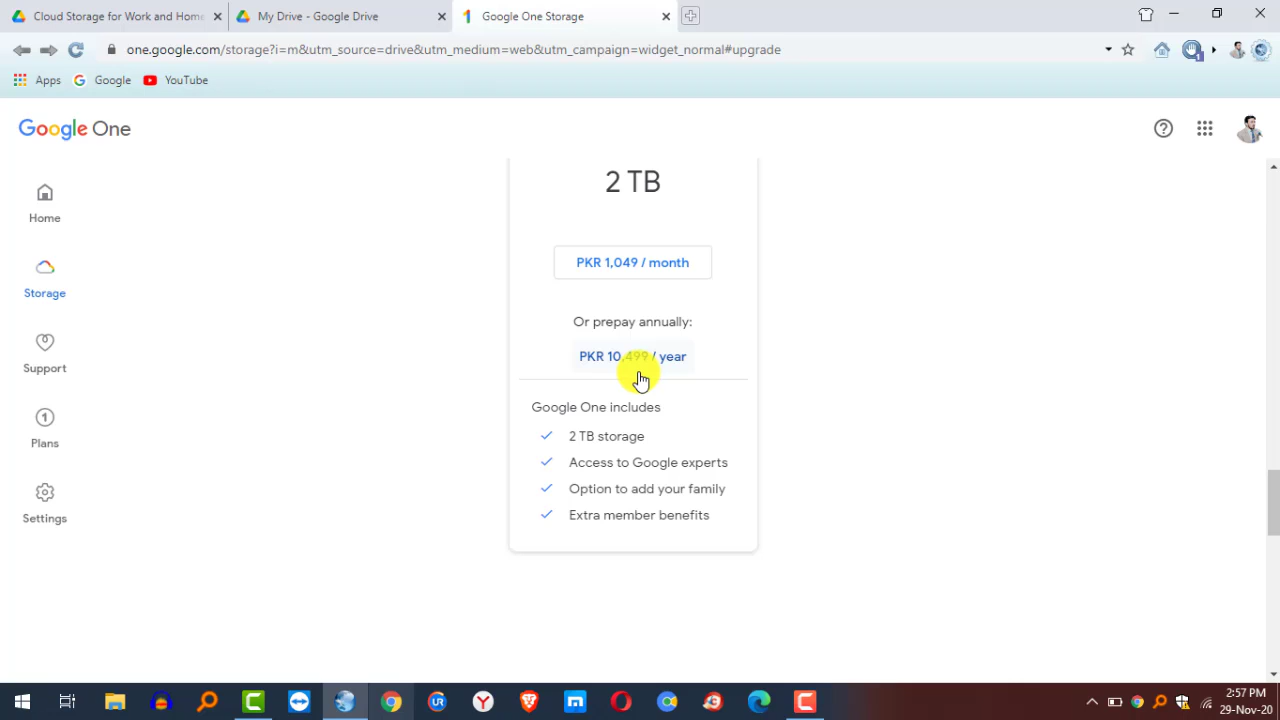 Cloud Storage for Work and Home
My Drive - Google Drive
Google One Storage
one.google.com/storage?i=m&utm_source=drive&utm_medium=web&utm_campaign=widget_normal#upgrade
Apps
Google
YouTube
Google One
Home
Storage
Support
Plans
Settings
2 TB
PKR 1,049 / month
Or prepay annually:
PKR 10,499 / year
Google One includes
2 TB storage
Access to Google experts
Option to add your family
Extra member benefits
2:57 PM
29-Nov-20